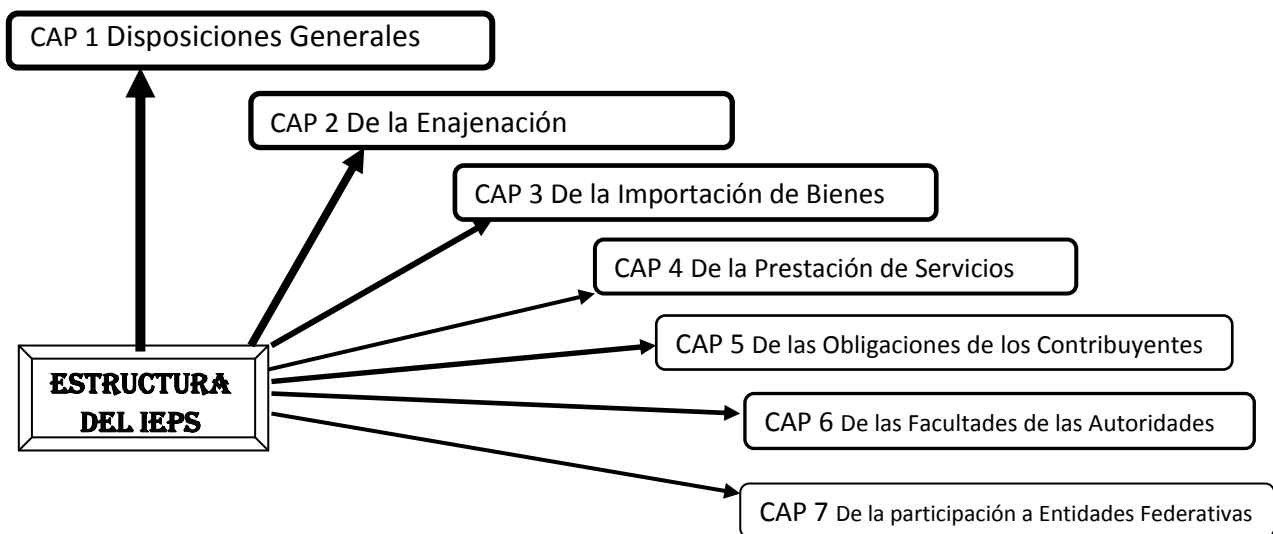 CAP 1 Disposiciones Generales
CAP 2 De la Enajenación
CAP 3 De la Importación de Bienes
CAP 4 De la Prestación de Servicios
CAP 5 De las Obligaciones de los Contribuyentes
ESTRUCTURA
DEL IEPS
CAP 6 De las Facultades de las Autoridades
CAP 7 De la participación a Entidades Federativas